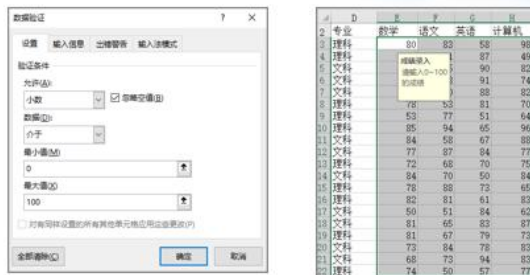 数据验证 ? ×
设置 输入信息 出错警告 输入法模式
验证条件
允许(A):
小数 忽略空值(B)
数据(D):
介于
最小值(M)
0
最大值(X)
100
对有同样设置的所有其他单元格应用这些更改(P)
全部清除(C) 确定 取消
D E F G H
2 专业 数学 语文 英语 计算机
3 理科 80 83 58 98
4 理科 87 49
5 文科 90 82
6 文科 91 74
7 文科 88 82
8 理科 78 53 81 70
9 理科 53 77 51 64
10 理科 85 94 65 96
11 文科 84 58 67 88
12 文科 77 87 84 77
13 理科 72 68 70 75
14 文科 84 70 50 84
15 理科 78 88 73 65
16 理科 82 81 61 83
17 文科 50 51 84 62
18 文科 81 65 83 87
19 理科 81 67 79 73
20 文科 73 84 78 83
21 文科 68 73 94 82
22 理科 74 50 57
成绩录入
请输入0~100
的成绩